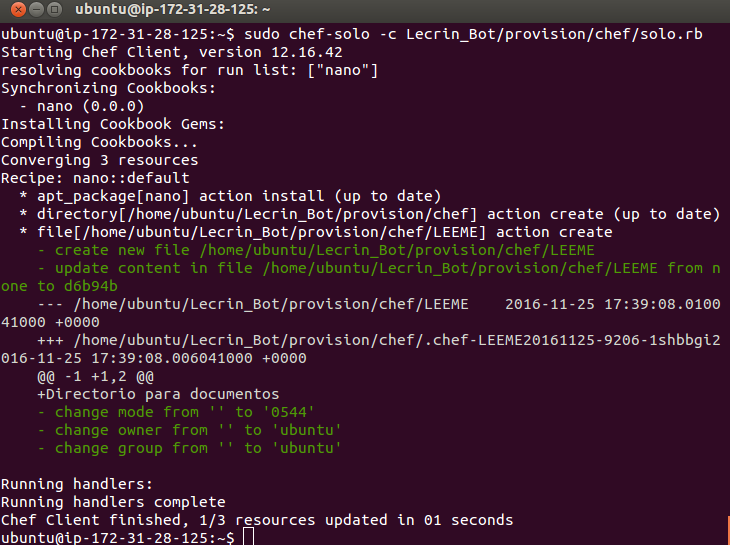 ubuntu@ip-172-31-28-125: ~
ubuntu@ip-172-31-28-125:~$ sudo chef-solo -c Lecrin_Bot/provision/chef/solo.rb
Starting Chef Client, version 12.16.42
resolving cookbooks for run list: ["nano"]
Synchronizing Cookbooks:
  - nano (0.0.0)
Installing Cookbook Gems:
Compiling Cookbooks...
Converging 3 resources
Recipe: nano::default
  * apt_package[nano] action install (up to date)
  * directory[/home/ubuntu/Lecrin_Bot/provision/chef] action create (up to date)
  * file[/home/ubuntu/Lecrin_Bot/provision/chef/LEEME] action create
    - create new file /home/ubuntu/Lecrin_Bot/provision/chef/LEEME
    - update content in file /home/ubuntu/Lecrin_Bot/provision/chef/LEEME from n
one to d6b94b
    --- /home/ubuntu/Lecrin_Bot/provision/chef/LEEME    2016-11-25 17:39:08.0100
41000 +0000
    +++ /home/ubuntu/Lecrin_Bot/provision/chef/.chef-LEEME20161125-9206-1shbbgi2
016-11-25 17:39:08.006041000 +0000
    @@ -1 +1,2 @@
    +Directorio para documentos
    - change mode from '' to '0544'
    - change owner from '' to 'ubuntu'
    - change group from '' to 'ubuntu'
Running handlers:
Running handlers complete
Chef Client finished, 1/3 resources updated in 01 seconds
ubuntu@ip-172-31-28-125:~$